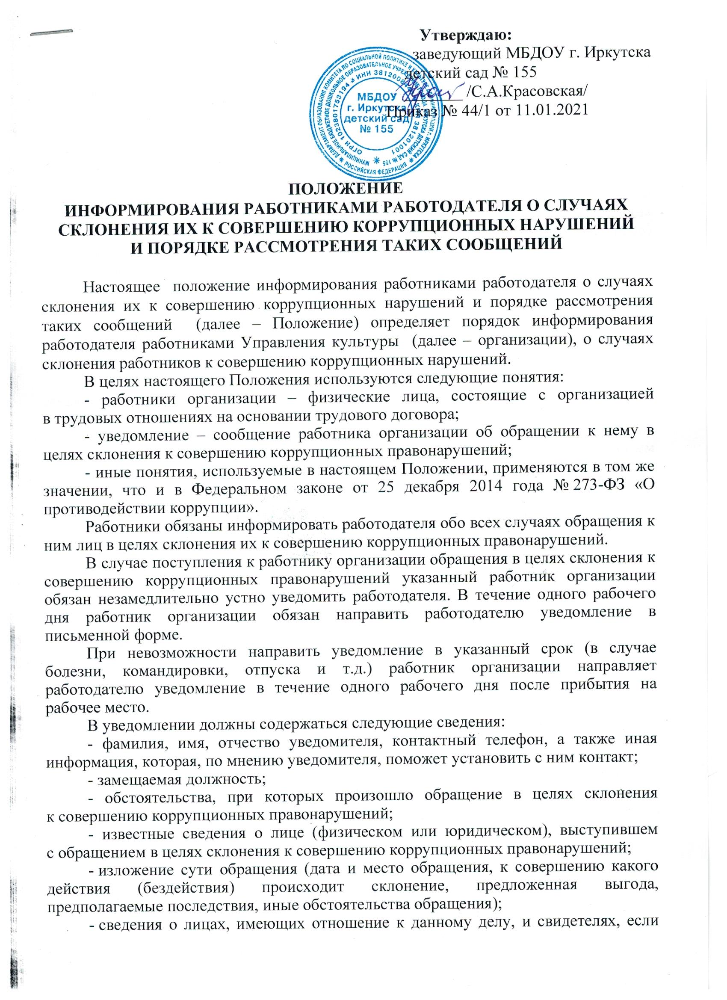 Утверждаю:
заведующий МБДОУ г. Иркутска
детский сад № 155
/С.А.Красовская/
Приказ № 44/1 от 11.01.2021
МБДОУ
г. Иркутска
детский сад
№ 155
РОССИЙСКАЯ ФЕДЕРАЦИЯ
ОГРН 1023801753194
ПОЛОЖЕНИЕ
ИНФОРМИРОВАНИЯ РАБОТНИКАМИ РАБОТОДАТЕЛЯ О СЛУЧАЯХ
СКЛОНЕНИЯ ИХ К СОВЕРШЕНИЮ КОРРУПЦИОННЫХ НАРУШЕНИЙ
И ПОРЯДКЕ РАССМОТРЕНИЯ ТАКИХ СООБЩЕНИЙ
Настоящее положение информирования работниками работодателя о случаях
склонения их к совершению коррупционных нарушений и порядке рассмотрения
таких сообщений (далее – Положение) определяет порядок информирования
работодателя работниками Управления культуры (далее – организации), о случаях
склонения работников к совершению коррупционных нарушений.
В целях настоящего Положения используются следующие понятия:
- работники организации – физические лица, состоящие с организацией
в трудовых отношениях на основании трудового договора;
- уведомление – сообщение работника организации об обращении к нему в
целях склонения к совершению коррупционных правонарушений;
- иные понятия, используемые в настоящем Положении, применяются в том же
значении, что и в Федеральном законе от 25 декабря 2014 года № 273-ФЗ «О
противодействии коррупции».
Работники обязаны информировать работодателя обо всех случаях обращения к
ним лиц в целях склонения их к совершению коррупционных правонарушений.
В случае поступления к работнику организации обращения в целях склонения к
совершению коррупционных правонарушений указанный работник организации
обязан незамедлительно устно уведомить работодателя. В течение одного рабочего
дня работник организации обязан направить работодателю уведомление в
письменной форме.
При невозможности направить уведомление в указанный срок (в случае
болезни, командировки, отпуска и т.д.) работник организации направляет
работодателю уведомление в течение одного рабочего дня после прибытия на
рабочее место.
В уведомлении должны содержаться следующие сведения:
- фамилия, имя, отчество уведомителя, контактный телефон, а также иная
информация, которая, по мнению уведомителя, поможет установить с ним контакт;
- замещаемая должность;
- обстоятельства, при которых произошло обращение в целях склонения
к совершению коррупционных правонарушений;
- известные сведения о лице (физическом или юридическом), выступившем
с обращением в целях склонения к совершению коррупционных правонарушений;
- изложение сути обращения (дата и место обращения, к совершению какого
действия (бездействия) происходит склонение, предложенная выгода,
предполагаемые последствия, иные обстоятельства обращения);
- сведения о лицах, имеющих отношение к данному делу, и свидетелях, если